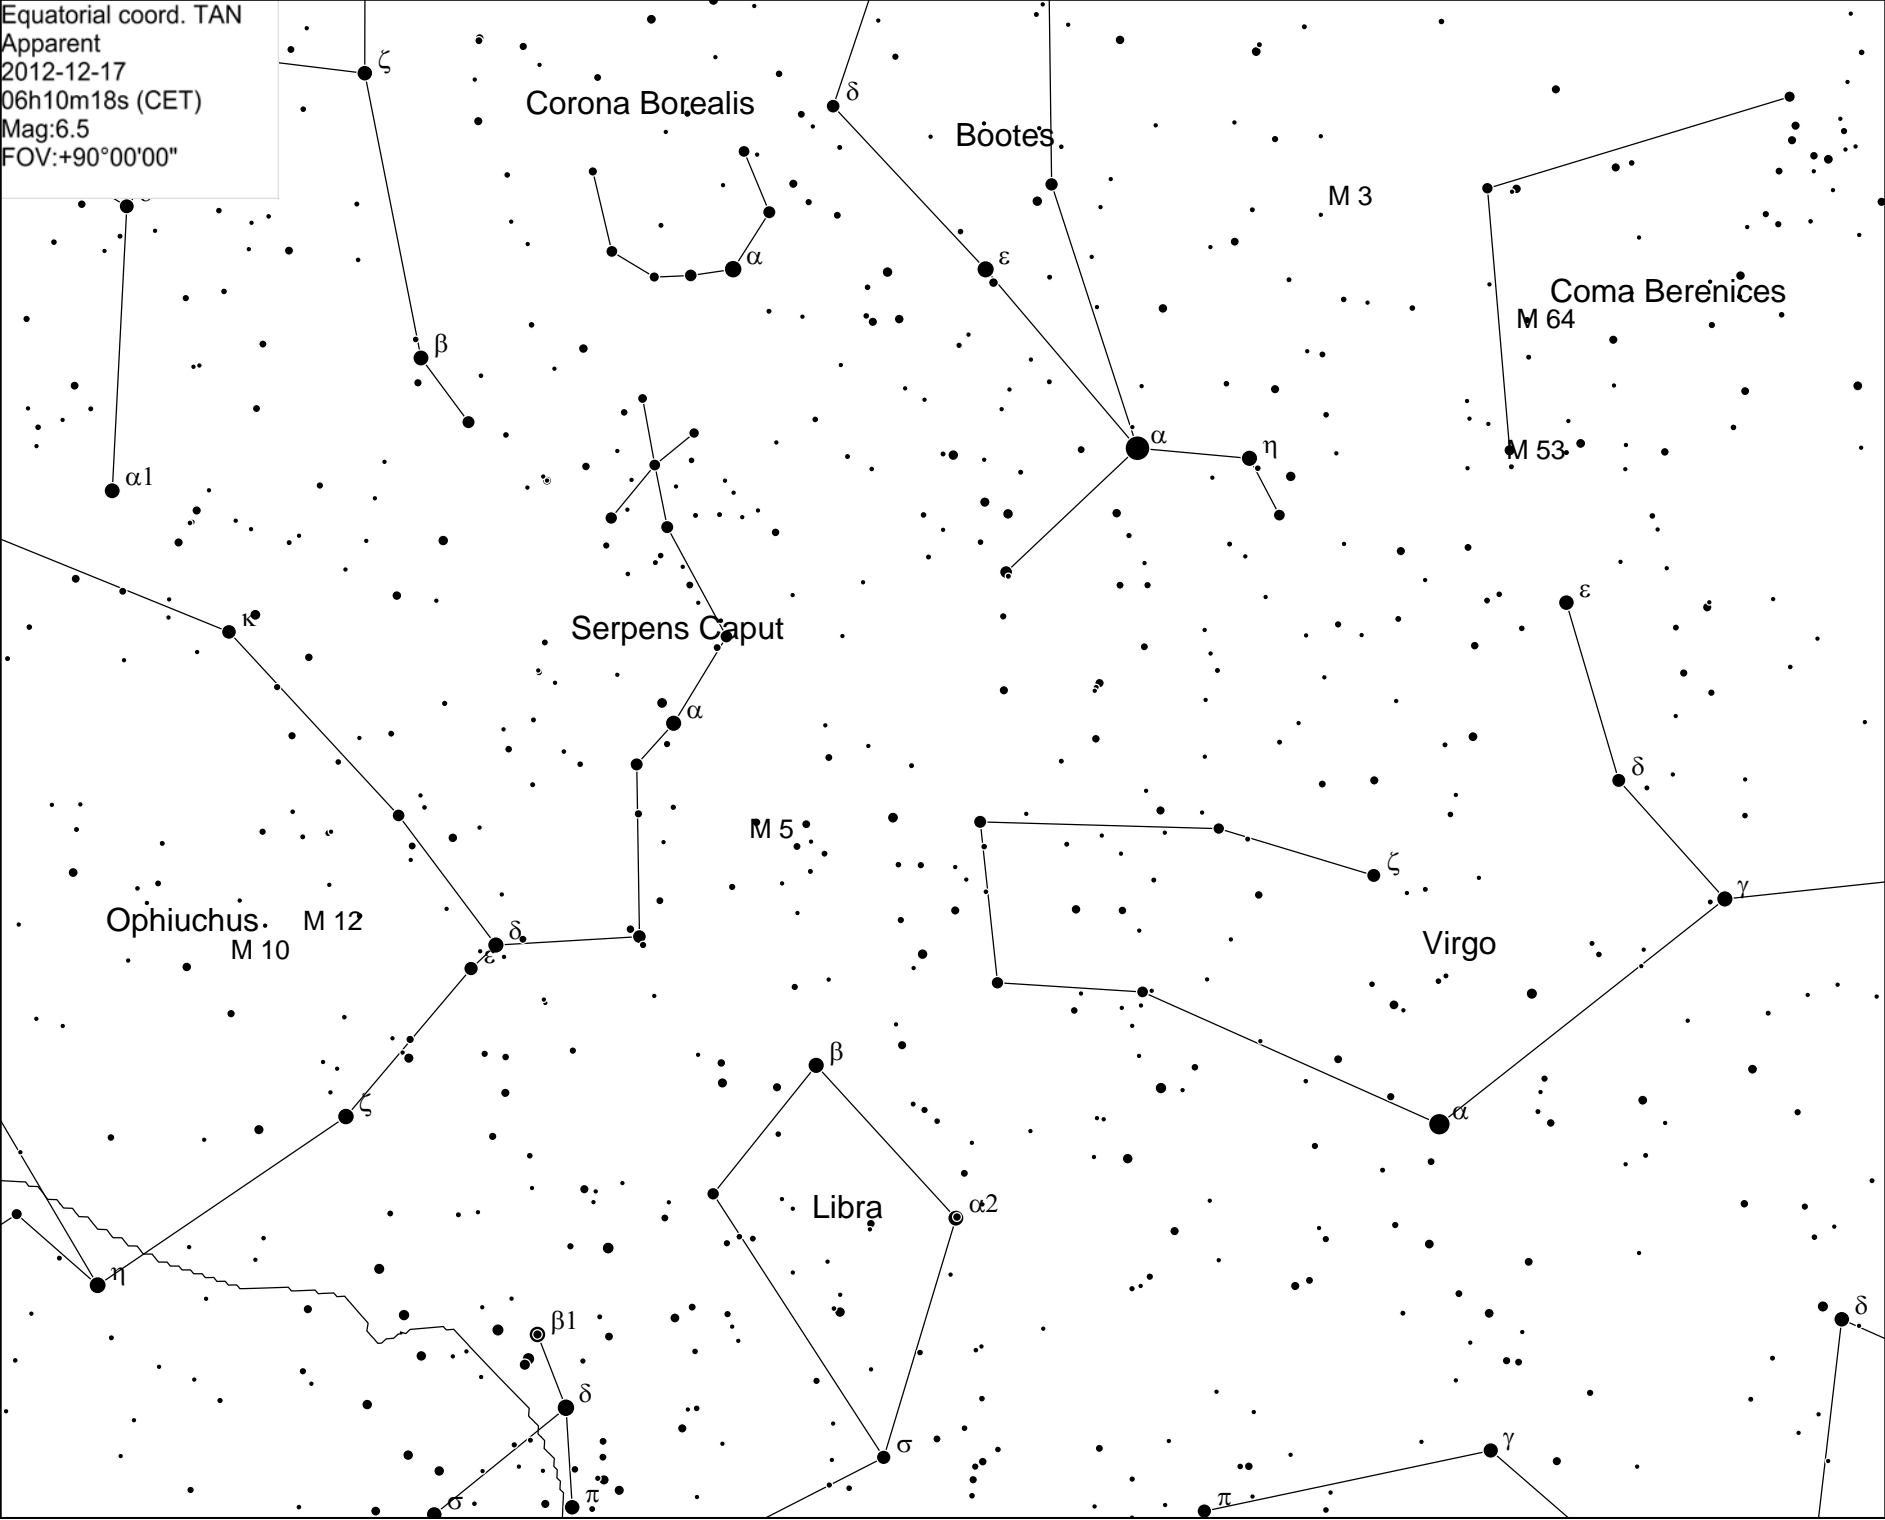 Equatorial coord. TAN
Apparent
2012-12-17
06h10m18s (CET)
Mag:6.5
FOV:+90°00'00"
ζ
δ
Corona Borealis
Bootes
M 3
α
ε
Coma Berenices
M 64
β
α
η
M 53
α1
ε
κ
Serpens Caput
α
δ
M 5
ζ
γ
Ophiuchus
M 12
δ
Virgo
M 10
ε
β
ζ
α
Libra
α2
η
β1
δ
δ
σ
γ
σ
π
π